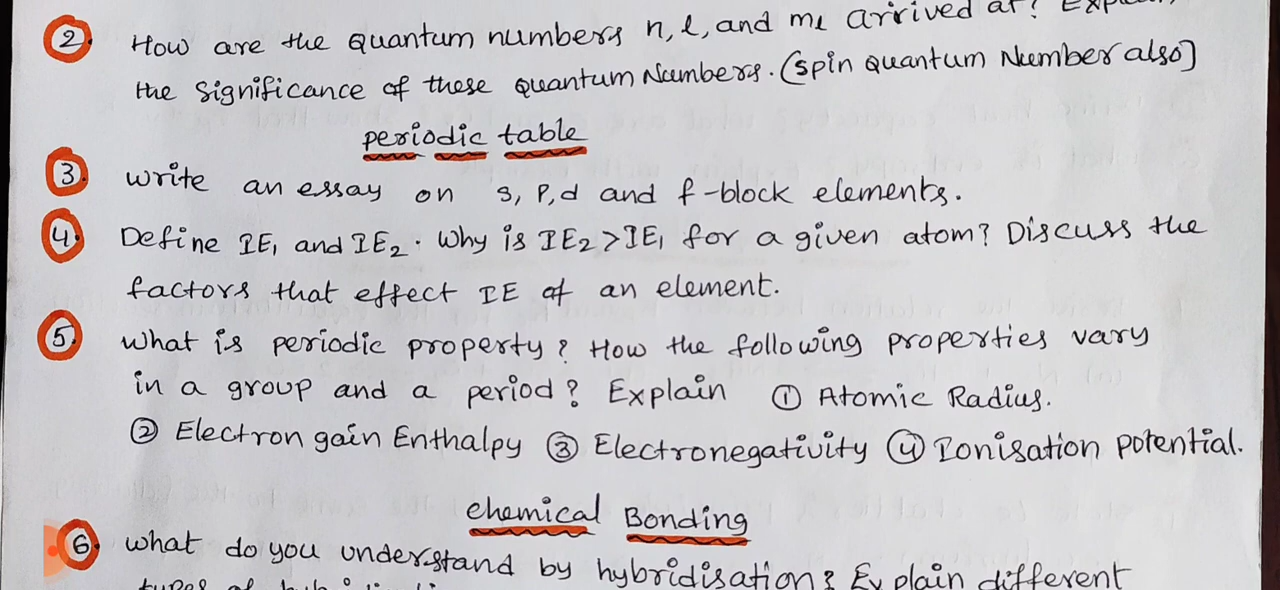 2. How are the Quantum numbers n, l, and ml arrived at? Explain
the Significance of these Quantum Numbers. (Spin Quantum Number also]
periodic table
3. Write an essay on S, P, d and f-block elements.
4. Define IE1 and IE2. Why is IE2>IE1 for a given atom? Discuss the
factors that effect IE of an element.
5. What is periodic property? How the following properties vary
in a group and a period? Explain ① Atomic Radius.
② Electron gain Enthalpy ③ Electronegativity ④ Ionisation potential.
chemical Bonding
6. what do you understand by hybridisation? Explain different
types of